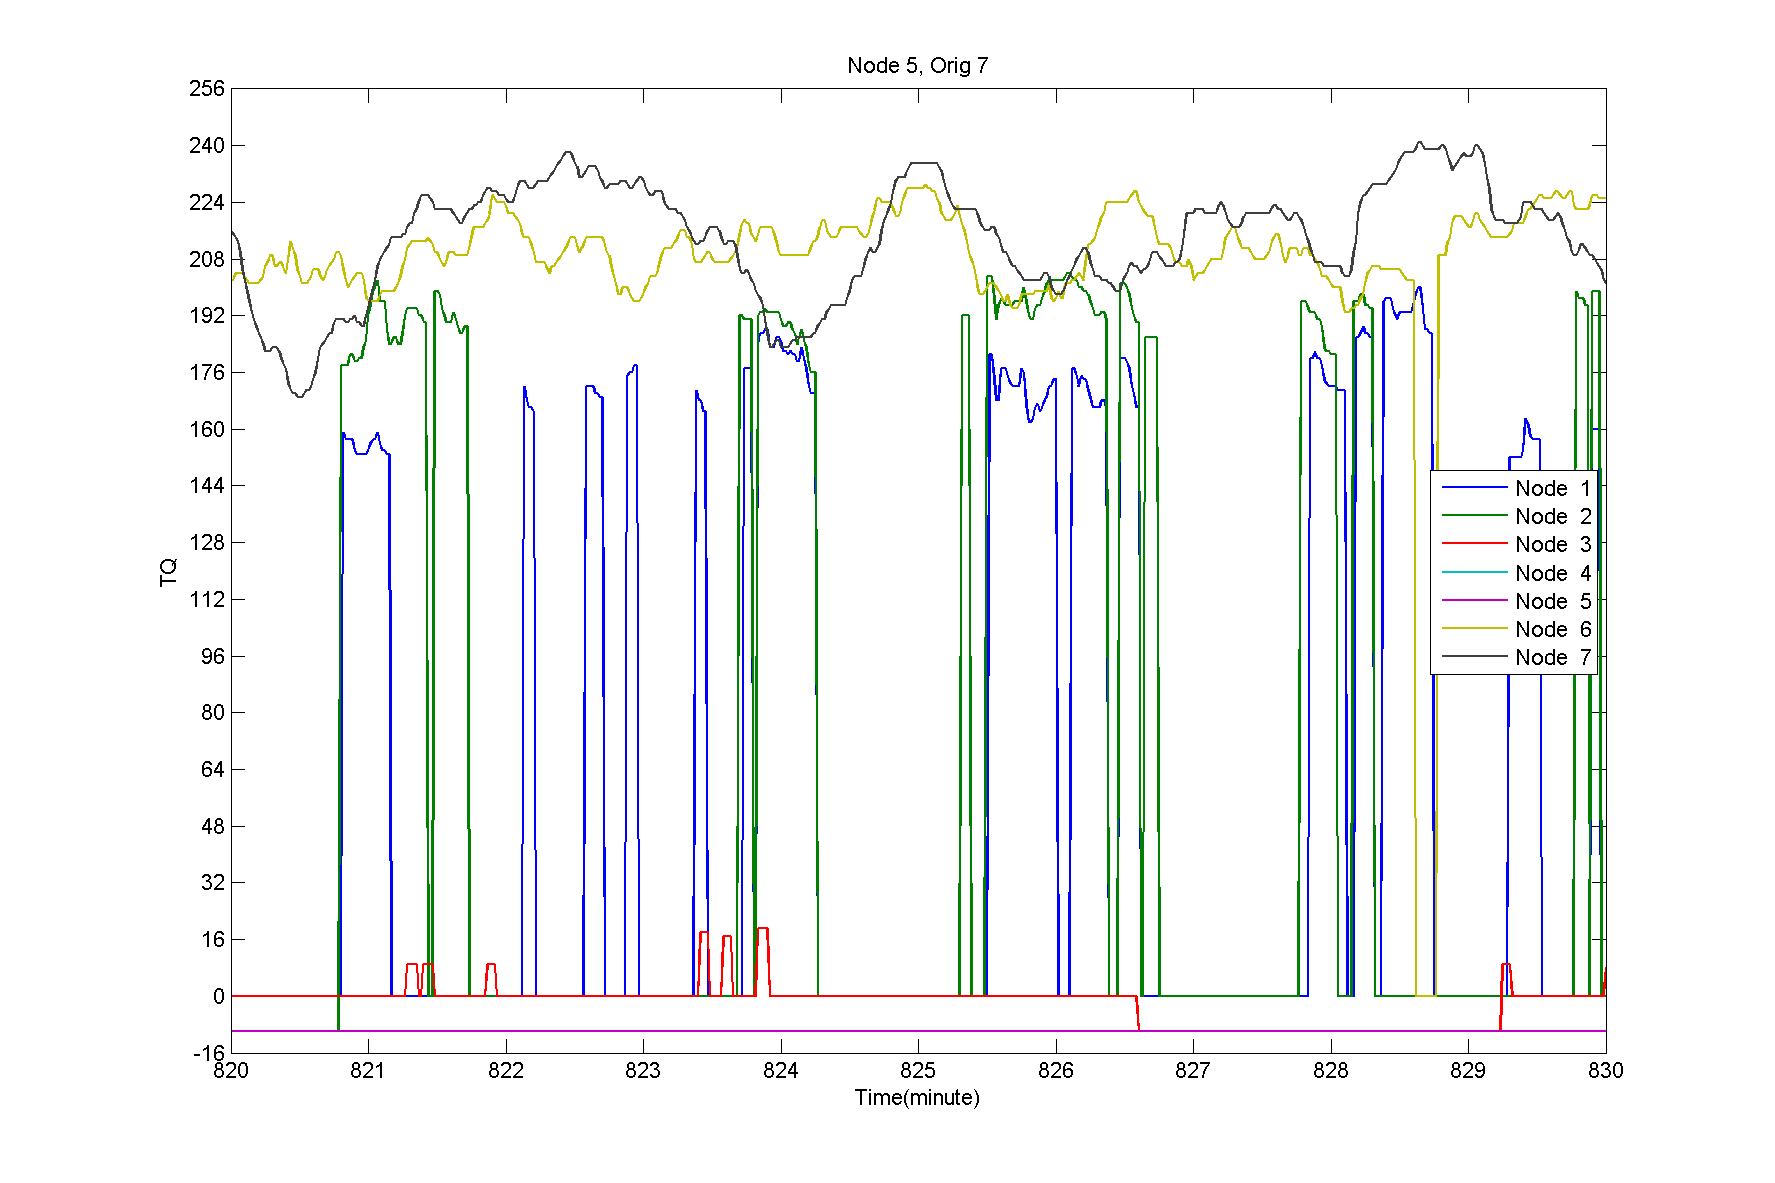 Node 5, Orig 7
256
240
224
208
192
176
160
144
128
112
96
80
64
48
32
16
0
-16
TQ
820 821 822 823 824 825 826 827 828 829 830
Time(minute)
Node 1
Node 2
Node 3
Node 4
Node 5
Node 6
Node 7